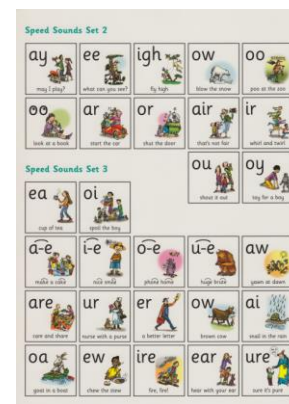 Speed Sounds Set 2
ay ee igh ow oo
may I play? what can you see? fly high blow the snow poo at the zoo
oo ar or air ir
look at a book start the car shut the door that's not fair whirl and twirl
ou oy
shout it out toy for a boy
Speed Sounds Set 3
ea oi
cup of tea spoil the boy
a-e i-e o-e u-e aw
make a cake nice smile phone home huge brute yawn at dawn
are ur er ow ai
care and share nurse with a purse a better letter brown cow snail in the rain
oa ew ire ear ure
goat in a boat chew the stew fire, fire! hear with your ear sure it's pure